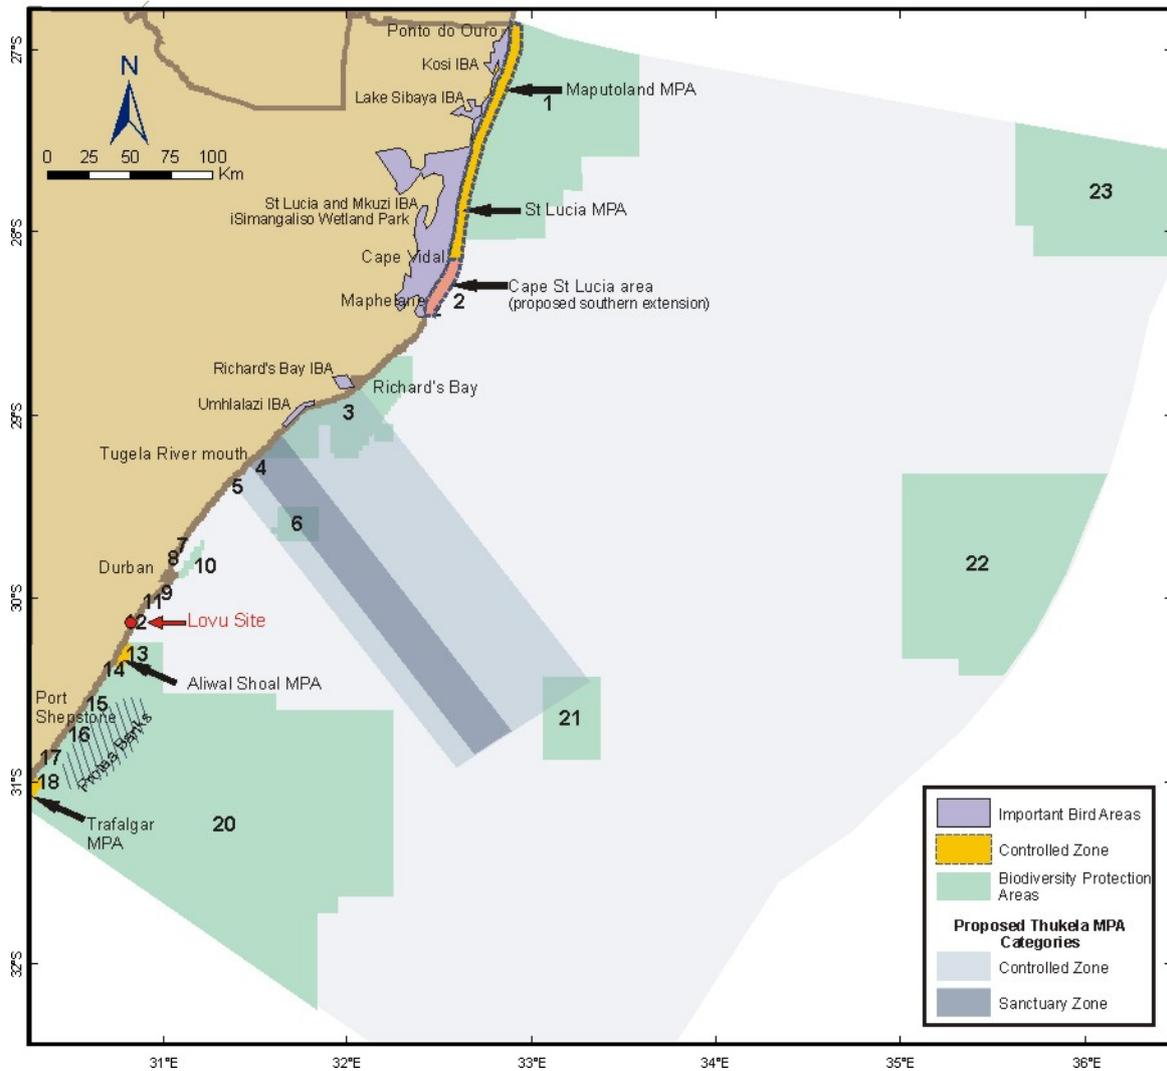 Ponto do Ouro
27°S
Kosi IBA
N
Maputoland MPA
Lake Sibaya IBA
1
0 25 50 75 100
Km
23
St Lucia and Mkuzi IBA
iSimangaliso Wetland Park
St Lucia MPA
28°S
Cape Vidal
Cape St Lucia area
(proposed southern extension)
Maphelane
2
Richard's Bay IBA
Richard's Bay
Umhlalazi IBA
3
29°S
Tugela River mouth
4
5
6
7
8
10
Durban
22
9
11
30°S
12
Lovu Site
13
14
Aliwal Shoal MPA
Port
Shepstone
15
16
Protea Banks
21
17
18
31°S
Trafalgar
MPA
20
Important Bird Areas
Controlled Zone
Biodiversity Protection
Areas
Proposed Thukela MPA
Categories
Controlled Zone
Sanctuary Zone
32°S
31°E 32°E 33°E 34°E 35°E 36°E